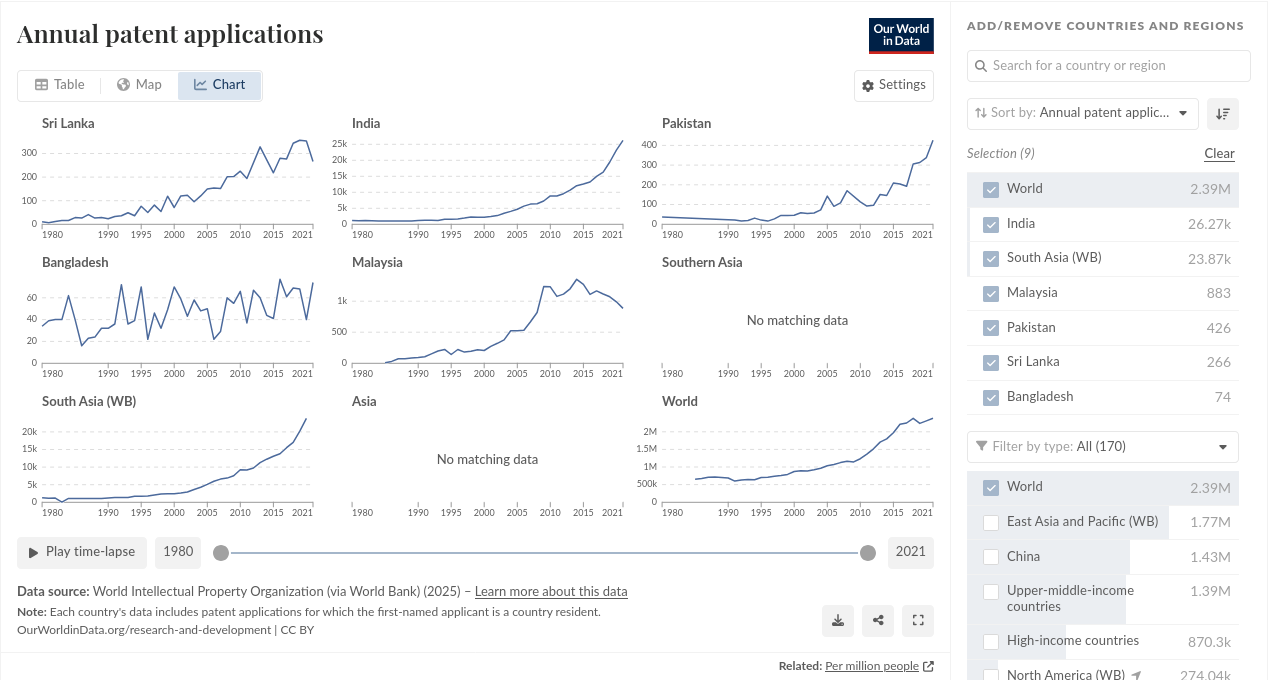 Annual patent applications
Our World
in Data
Table
Map
Chart
Settings
Sri Lanka
300
200
100
0
1980
1990
1995
2000
2005
2010
2015
2021
India
25k
20k
15k
10k
5k
0
1980
1990
1995
2000
2005
2010
2015
2021
Pakistan
400
300
200
100
0
1980
1990
1995
2000
2005
2010
2015
2021
Bangladesh
60
40
20
0
1980
1990
1995
2000
2005
2010
2015
2021
Malaysia
1k
500
0
1980
1990
1995
2000
2005
2010
2015
2021
Southern Asia
No matching data
1980
1990
1995
2000
2005
2010
2015
2021
South Asia (WB)
20k
15k
10k
5k
0
1980
1990
1995
2000
2005
2010
2015
2021
Asia
No matching data
1980
1990
1995
2000
2005
2010
2015
2021
World
2M
1.5M
1M
500k
0
1980
1990
1995
2000
2005
2010
2015
2021
Play time-lapse
1980
2021
Data source: World Intellectual Property Organization (via World Bank) (2025) – Learn more about this data
Note: Each country's data includes patent applications for which the first-named applicant is a country resident.
OurWorldinData.org/research-and-development | CC BY
Related: Per million people
ADD/REMOVE COUNTRIES AND REGIONS
Search for a country or region
Sort by: Annual patent applic...
Selection (9)
Clear
World 2.39M
India 26.27k
South Asia (WB) 23.87k
Malaysia 883
Pakistan 426
Sri Lanka 266
Bangladesh 74
Filter by type: All (170)
World 2.39M
East Asia and Pacific (WB) 1.77M
China 1.43M
Upper-middle-income 1.39M
countries
High-income countries 870.3k
North America (WB) 274.04k